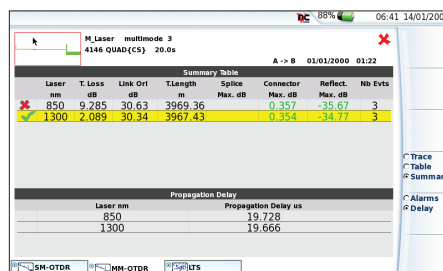 DC 88% 06:41 14/01/200
M_Laser multimode 3
4146 QUAD{CS} 20.0s
A -> B 01/01/2000 01:22
Summary Table
Laser T. Loss Link Orl T.Length Splice Connector Reflect. Nb Evts
nm dB dB m Max. dB Max. dB Max. dB
850 9.285 30.63 3969.36 0.357 -35.67 3
1300 2.089 30.34 3967.43 0.354 -34.77 3
Trace
Table
Summar
Propagation Delay
Alarms
Laser nm Propagation Delay us
Delay
850 19.728
1300 19.666
SM-OTDR MM-OTDR LTS